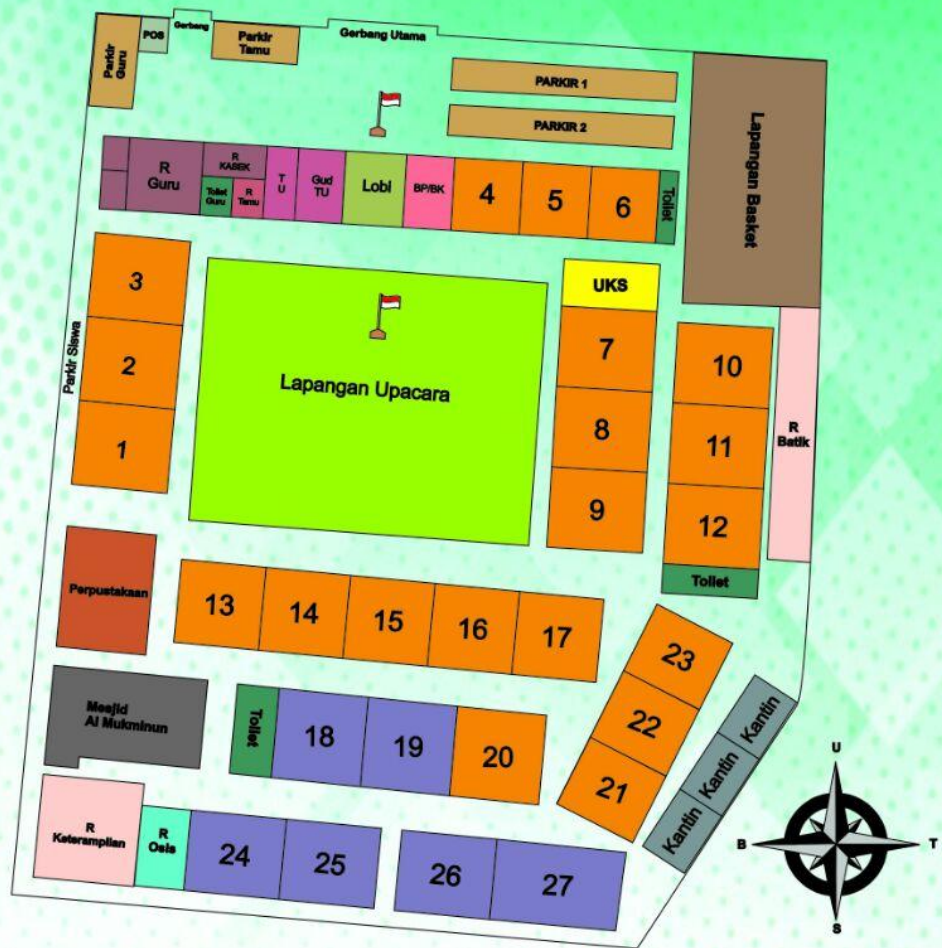 Parkir
Guru
POS
Gerbang
Parkir
Tamu
Gerbang Utama
PARKIR 1
PARKIR 2
Lapangan Basket
R
Guru
R
KASEK
Toilet
Guru
R
Tamu
T
U
Gud
TU
Lobi
BP/BK
4
5
6
Toilet
3
2
1
Parkir Siswa
Lapangan Upacara
UKS
7
8
9
10
11
12
Toilet
R
Batik
Perpustakaan
13
14
15
16
17
23
22
21
Kantin
Kantin
Kantin
Mesjid
Al Mukminun
Toilet
18
19
20
R
Keterampilan
R
Osis
24
25
26
27
U
B
T
S